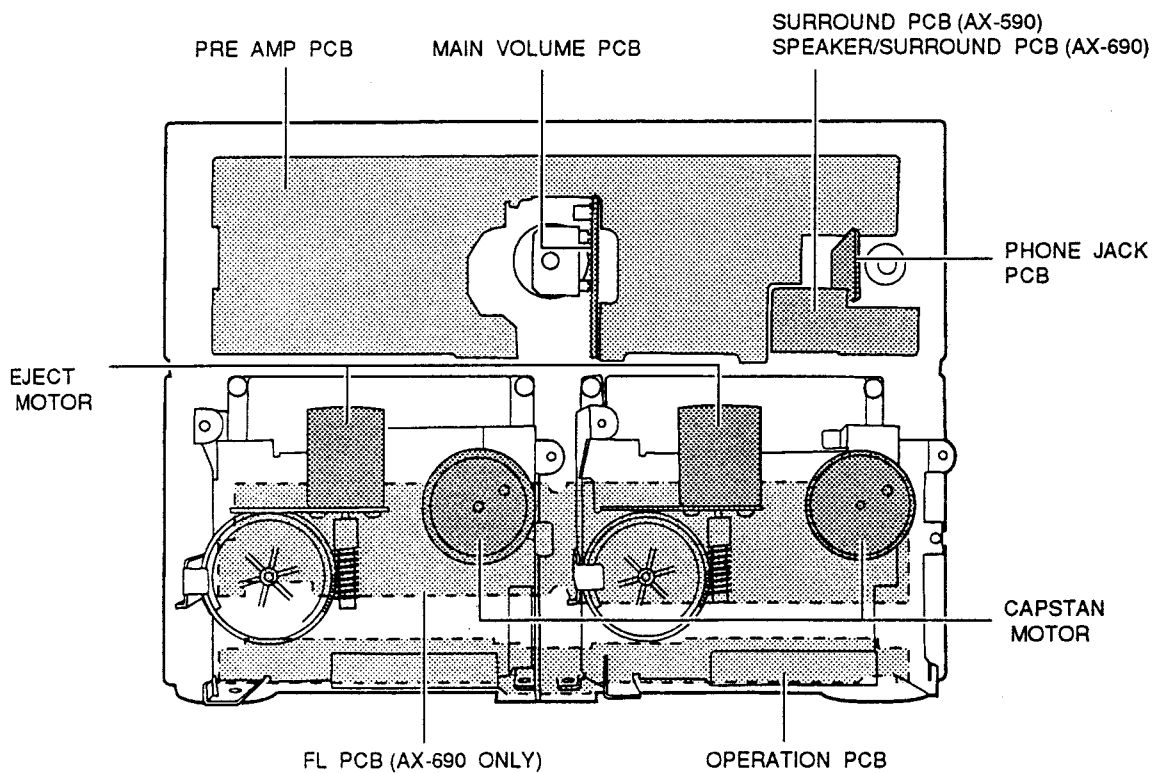 SURROUND PCB (AX-590)
SPEAKER/SURROUND PCB (AX-690)
PRE AMP PCB
MAIN VOLUME PCB
PHONE JACK
PCB
EJECT
MOTOR
CAPSTAN
MOTOR
FL PCB (AX-690 ONLY)
OPERATION PCB